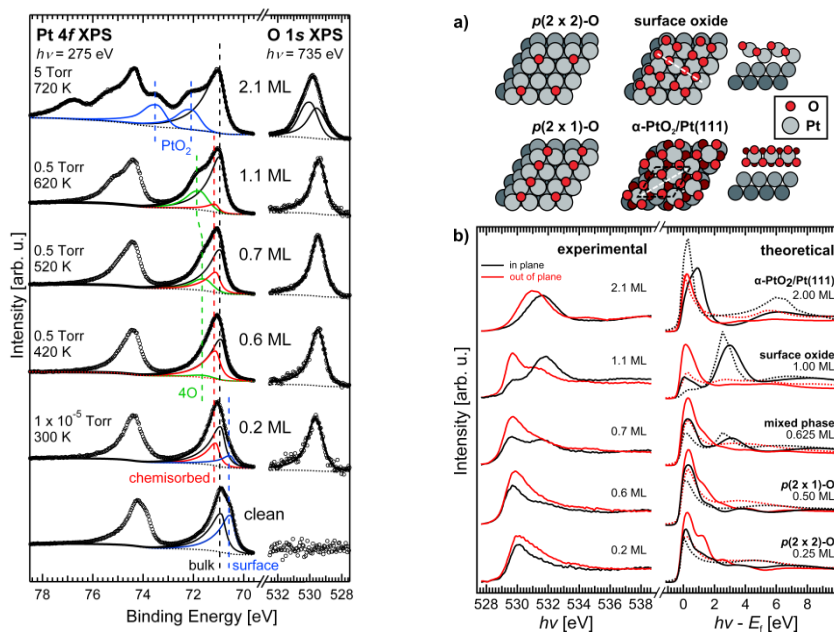 Pt 4f XPS
hν = 275 eV
O 1s XPS
hν = 735 eV
5 Torr
720 K
2.1 ML
PtO2
0.5 Torr
620 K
1.1 ML
0.5 Torr
520 K
0.7 ML
0.5 Torr
420 K
0.6 ML
4O
1 x 10-5 Torr
300 K
0.2 ML
chemisorbed
clean
bulk
surface
78 76 74 72 70 532 530 528
Binding Energy [eV]
Intensity [arb. u.]
a)
p(2 x 2)-O
surface oxide
O
Pt
p(2 x 1)-O
α-PtO2/Pt(111)
b)
experimental
theoretical
in plane
out of plane
2.1 ML
α-PtO2/Pt(111)
2.00 ML
1.1 ML
surface oxide
1.00 ML
0.7 ML
mixed phase
0.625 ML
0.6 ML
p(2 x 1)-O
0.50 ML
0.2 ML
p(2 x 2)-O
0.25 ML
528 530 532 534 536 538 0 2 4 6 8
hν [eV]
hν - Ef [eV]
Intensity [arb. u.]